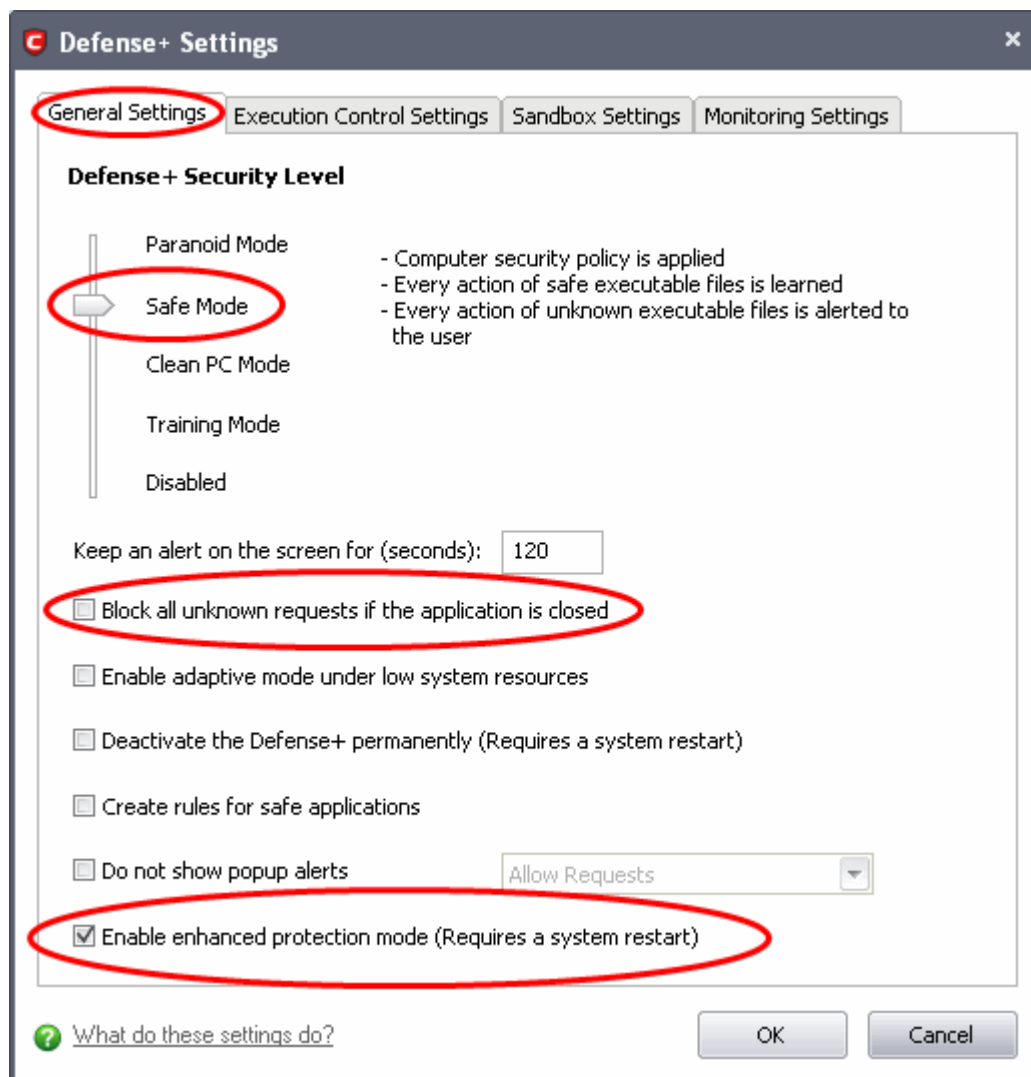 Defense+ Settings
General Settings
Execution Control Settings
Sandbox Settings
Monitoring Settings
Defense+ Security Level
Paranoid Mode
Safe Mode
Clean PC Mode
Training Mode
Disabled
- Computer security policy is applied
- Every action of safe executable files is learned
- Every action of unknown executable files is alerted to
the user
Keep an alert on the screen for (seconds): 120
Block all unknown requests if the application is closed
Enable adaptive mode under low system resources
Deactivate the Defense+ permanently (Requires a system restart)
Create rules for safe applications
Do not show popup alerts Allow Requests
Enable enhanced protection mode (Requires a system restart)
What do these settings do?
OK
Cancel